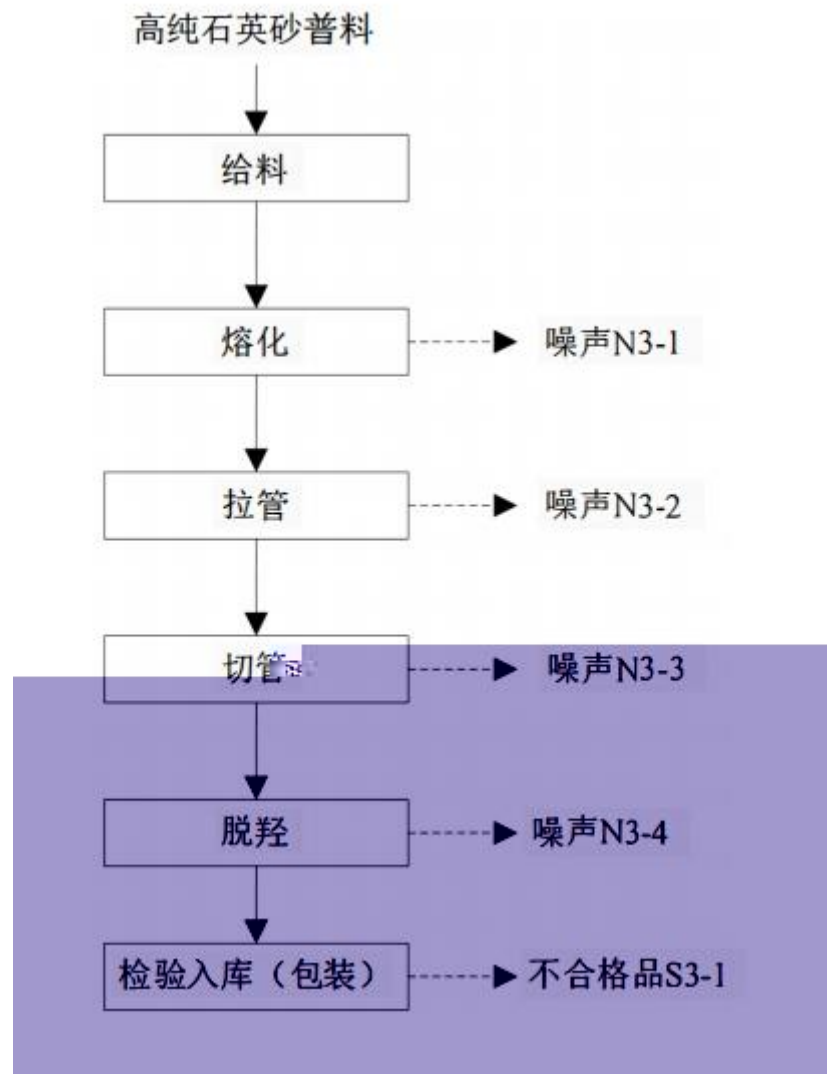 高纯石英砂普料
给料
熔化
噪声N3-1
拉管
噪声N3-2
切管
噪声N3-3
脱羟
噪声N3-4
检验入库（包装）
不合格品S3-1